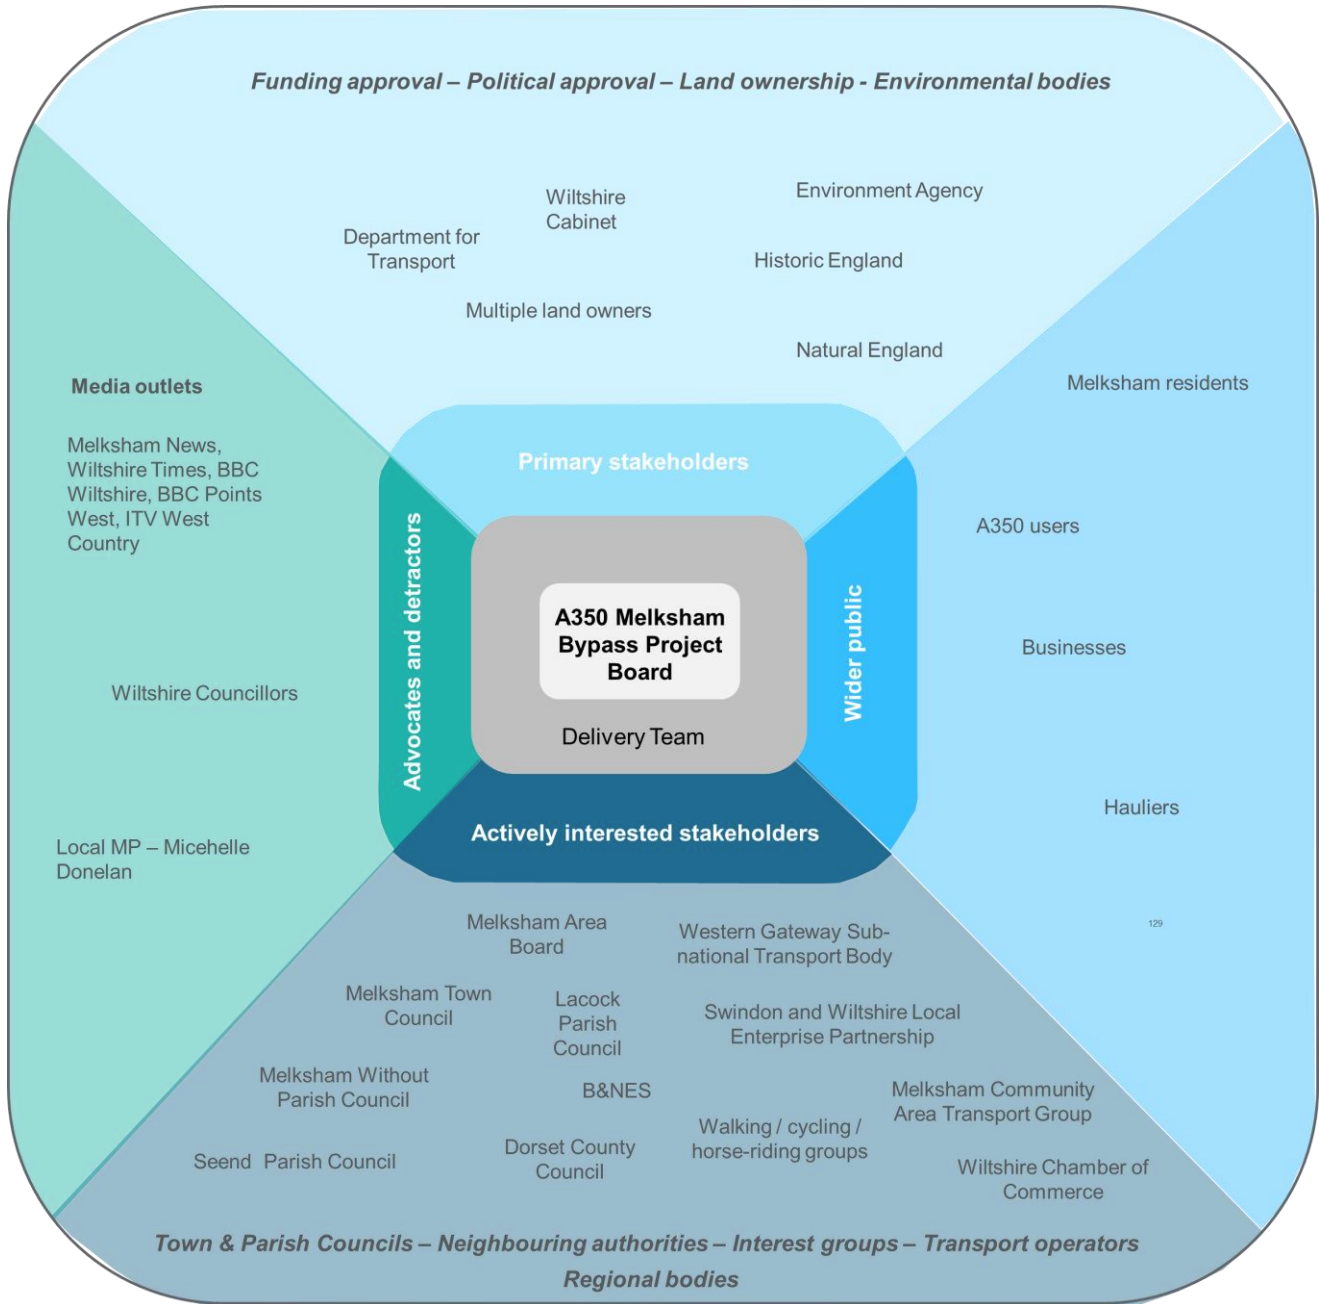 Funding approval – Political approval – Land ownership - Environmental bodies
Wiltshire
Cabinet
Environment Agency
Department for
Transport
Historic England
Multiple land owners
Natural England
Media outlets
Melksham News,
Wiltshire Times, BBC
Wiltshire, BBC Points
West, ITV West
Country
Wiltshire Councillors
Local MP – Micehelle
Donelan
Primary stakeholders
Advocates and detractors
A350 Melksham
Bypass Project
Board
Delivery Team
Wider public
Actively interested stakeholders
Melksham residents
A350 users
Businesses
Hauliers
129
Melksham Area
Board
Western Gateway Sub-
national Transport Body
Melksham Town
Council
Lacock
Parish
Council
Swindon and Wiltshire Local
Enterprise Partnership
Melksham Without
Parish Council
B&NES
Melksham Community
Area Transport Group
Walking / cycling /
horse-riding groups
Seend  Parish Council
Dorset County
Council
Wiltshire Chamber of
Commerce
Town & Parish Councils – Neighbouring authorities – Interest groups – Transport operators
Regional bodies